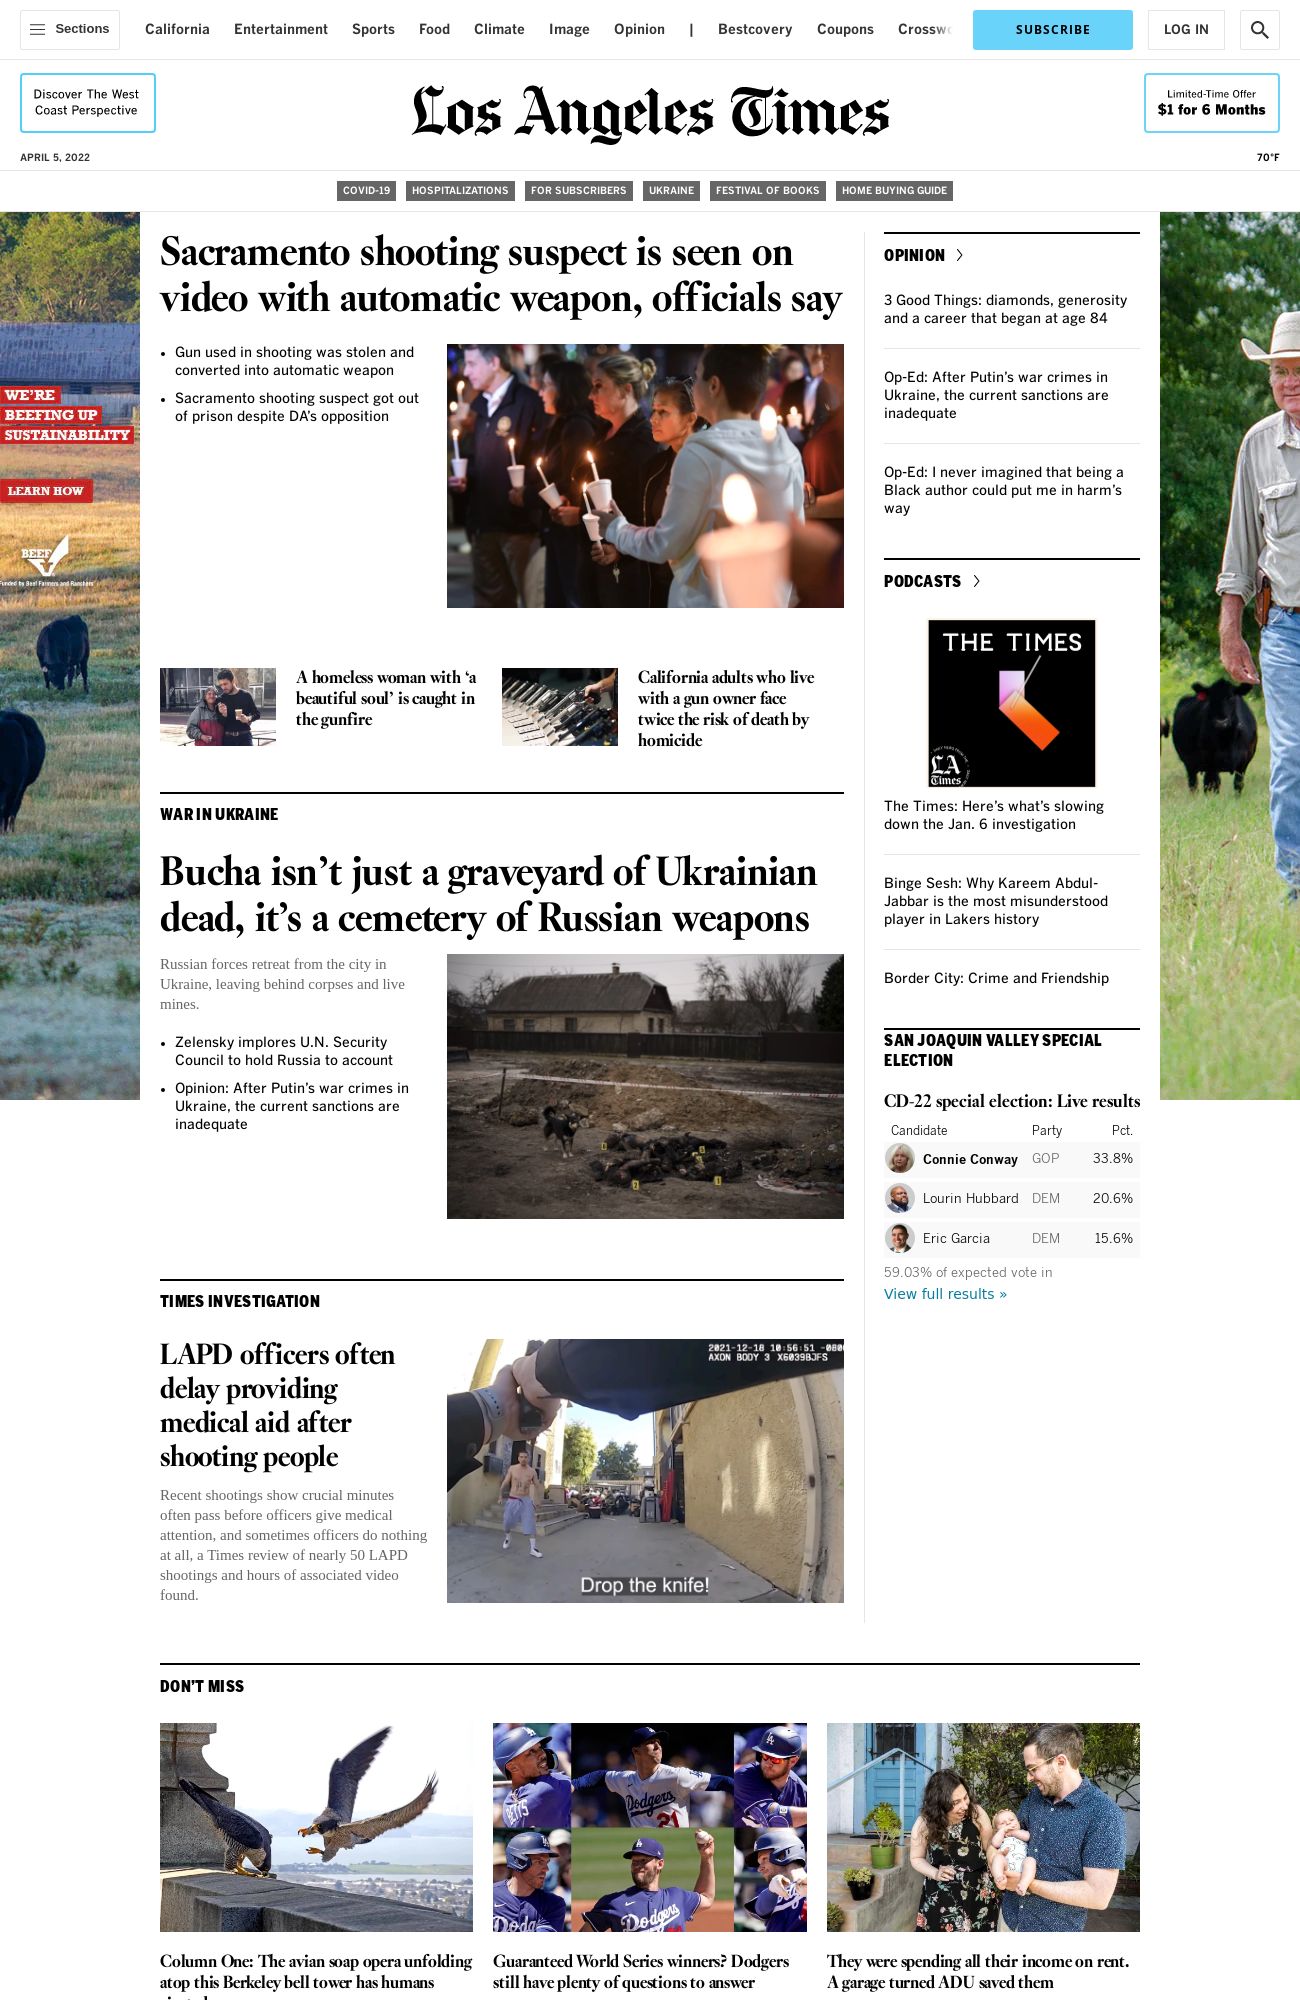 Sections
California
Entertainment
Sports
Food
Climate
Image
Opinion
|
Bestcovery
Coupons
SUBSCRIBE
LOG IN
Discover The West
Coast Perspective
Los Angeles Times
Limited-Time Offer
$1 for 6 Months
APRIL 5, 2022
70°F
COVID-19
HOSPITALIZATIONS
FOR SUBSCRIBERS
UKRAINE
FESTIVAL OF BOOKS
HOME BUYING GUIDE
WE'RE
BEEFING UP
SUSTAINABILITY
LEARN HOW
BEEF
Funded by Beef Farmers and Ranchers
Sacramento shooting suspect is seen on
video with automatic weapon, officials say
• Gun used in shooting was stolen and
converted into automatic weapon
• Sacramento shooting suspect got out
of prison despite DA’s opposition
A homeless woman with ‘a
beautiful soul’ is caught in
the gunfire
California adults who live
with a gun owner face
twice the risk of death by
homicide
WAR IN UKRAINE
Bucha isn’t just a graveyard of Ukrainian
dead, it’s a cemetery of Russian weapons
Russian forces retreat from the city in
Ukraine, leaving behind corpses and live
mines.
• Zelensky implores U.N. Security
Council to hold Russia to account
• Opinion: After Putin’s war crimes in
Ukraine, the current sanctions are
inadequate
TIMES INVESTIGATION
LAPD officers often
delay providing
medical aid after
shooting people
Recent shootings show crucial minutes
often pass before officers give medical
attention, and sometimes officers do nothing
at all, a Times review of nearly 50 LAPD
shootings and hours of associated video
found.
2021-12-18 10:56:51 -080
AXON BODY 3 X6039BJFS
Drop the knife!
OPINION
3 Good Things: diamonds, generosity
and a career that began at age 84
Op-Ed: After Putin’s war crimes in
Ukraine, the current sanctions are
inadequate
Op-Ed: I never imagined that being a
Black author could put me in harm’s
way
PODCASTS
THE TIMES
LA
Times
The Times: Here’s what’s slowing
down the Jan. 6 investigation
Binge Sesh: Why Kareem Abdul-
Jabbar is the most misunderstood
player in Lakers history
Border City: Crime and Friendship
SAN JOAQUIN VALLEY SPECIAL
ELECTION
CD-22 special election: Live results
Candidate Party Pct.
Connie Conway GOP 33.8%
Lourin Hubbard DEM 20.6%
Eric Garcia DEM 15.6%
59.03% of expected vote in
View full results »
DON’T MISS
BETTS
Dodgers
21
Dodgers
Column One: The avian soap opera unfolding
atop this Berkeley bell tower has humans
Guaranteed World Series winners? Dodgers
still have plenty of questions to answer
They were spending all their income on rent.
A garage turned ADU saved them